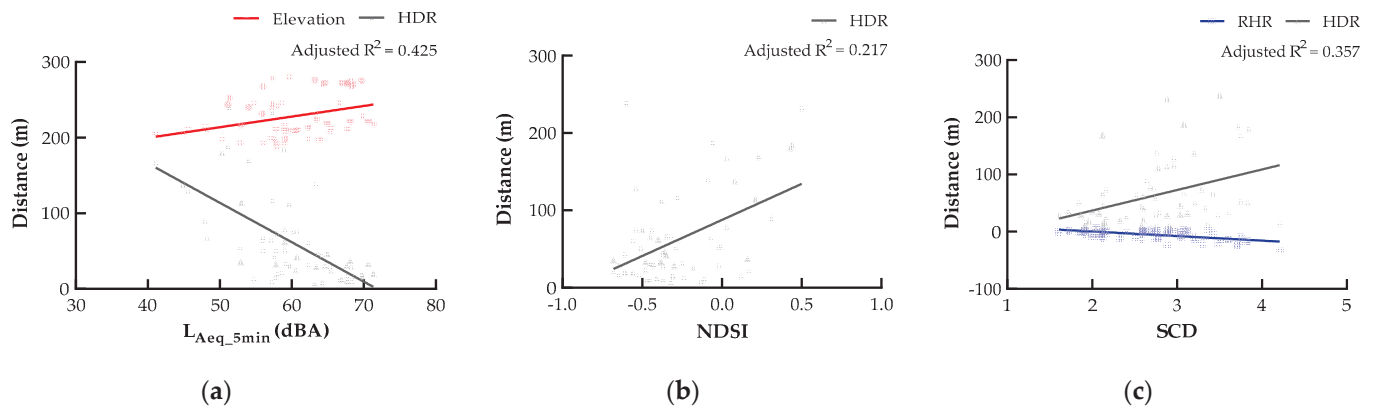 Elevation HDR
Adjusted R² = 0.425
300
200
100
0
30 40 50 60 70 80
Distance (m)
L_Aeq_5min (dBA)
(a)
HDR
Adjusted R² = 0.217
300
200
100
0
-1.0 -0.5 0.0 0.5 1.0
Distance (m)
NDSI
(b)
RHR HDR
Adjusted R² = 0.357
300
200
100
0
-100
1 2 3 4 5
Distance (m)
SCD
(c)